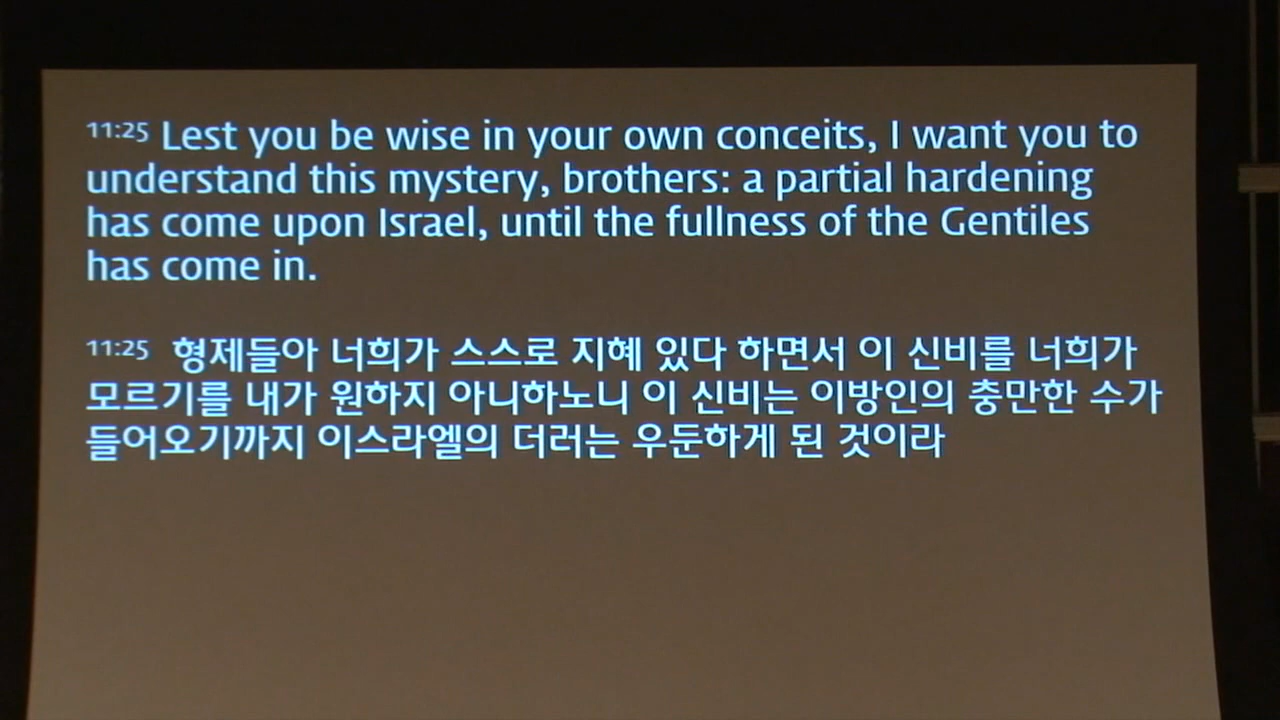 11:25 Lest you be wise in your own conceits, I want you to
understand this mystery, brothers: a partial hardening
has come upon Israel, until the fullness of the Gentiles
has come in.
11:25 형제들아 너희가 스스로 지혜 있다 하면서 이 신비를 너희가
모르기를 내가 원하지 아니하노니 이 신비는 이방인의 충만한 수가
들어오기까지 이스라엘의 더러는 우둔하게 된 것이라